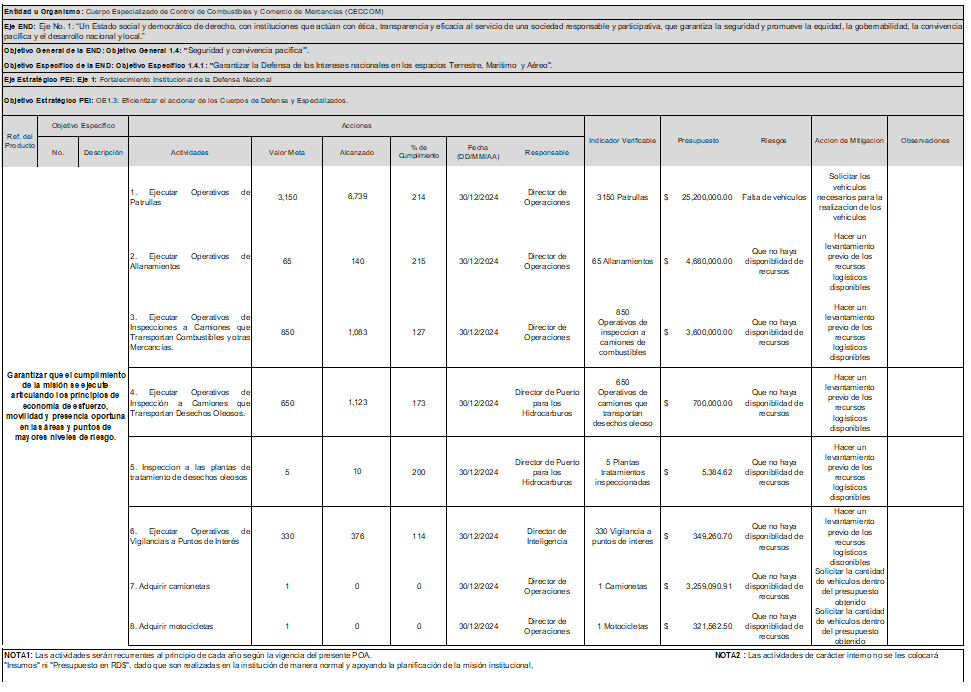 Entidad u Organismo: Cuerpo Especializado de Control de Combustibles y Comercio de Mercancías (CECCOM)
Eje END: Eje No. 1: "Un Estado social y democrático de derecho, con instituciones que actúan con ética, transparencia y eficacia al servicio de una sociedad responsable y participativa, que garantiza la seguridad y promueve la equidad, la gobernabilidad, la convivencia
pacífica y el desarrollo nacional y local."
Objetivo General de la END: Objetivo General 1.4: "Seguridad y convivencia pacífica".
Objetivo Específico de la END: Objetivo Específico 1.4.1: "Garantizar la Defensa de los Intereses nacionales en los espacios Terrestre, Marítimo y Aéreo".
Eje Estratégico PEI: Eje 1: Fortalecimiento Institucional de la Defensa Nacional
Objetivo Estratégico PEI: OE1.3: Eficientizar el accionar de los Cuerpos de Defensa y Especializados.
Ref. del
Producto
Objetivo Específico
No.
Descripción
Acciones
Actividades
Valor Meta
Alcanzado
% de
Cumplimiento
Fecha
(DD/MM/AA)
Responsable
Indicador Verificable
Presupuesto
Riesgos
Accion de Mitigacion
Observaciones
Garantizar que el cumplimiento
de la misión se ejecute
articulando los principios de
economía de esfuerzo,
movilidad y presencia oportuna
en las áreas y puntos de
mayores niveles de riesgo.
1. Ejecutar Operativos de
Patrullas
3,150
6,739
214
30/12/2024
Director de
Operaciones
3150 Patrullas
$ 25,200,000.00
Falta de vehiculos
Solicitar los
vehículos
necesarios para la
realizacion de los
vehículos
2. Ejecutar Operativos de
Allanamientos
65
140
215
30/12/2024
Director de
Operaciones
65 Allanamientos
$ 4,680,000.00
Que no haya
disponiblidad de
recursos
Hacer un
levantamiento
previo de los
recursos
logísticos
disponibles
3. Ejecutar Operativos de
Inspecciones a Camiones que
Transportan Combustibles y otras
Mercancías.
850
1,083
127
30/12/2024
Director de
Operaciones
850
Operativos de
inspeccion a
camiones de
combustibles
$ 3,600,000.00
Que no haya
disponiblidad de
recursos
Hacer un
levantamiento
previo de los
recursos
logísticos
disponibles
4. Ejecutar Operativos de
Inspección a Camiones que
Transportan Desechos Oleosos.
650
1,123
173
30/12/2024
Director de Puerto
para los
Hidrocarburos
650
Operativos de
camiones que
transportan
desechos oleoso
$ 700,000.00
Que no haya
disponiblidad de
recursos
Hacer un
levantamiento
previo de los
recursos
logísticos
disponibles
5. Inspeccion a las plantas de
tratamiento de desechos oleosos
5
10
200
30/12/2024
Director de Puerto
para los
Hidrocarburos
5 Plantas
tratamientos
inspeccionadas
$ 5,384.62
Que no haya
disponiblidad de
recursos
Hacer un
levantamiento
previo de los
recursos
logísticos
disponibles
6. Ejecutar Operativos de
Vigilancias a Puntos de Interés
330
376
114
30/12/2024
Director de
Inteligencia
330 Vigilancia a
puntos de interes
$ 349,260.70
Que no haya
disponiblidad de
recursos
Hacer un
levantamiento
previo de los
recursos
logísticos
disponibles
7. Adquirir camionetas
1
0
0
30/12/2024
Director de
Operaciones
1 Camionetas
$ 3,259,090.91
Que no haya
disponiblidad de
recursos
Solicitar la cantidad
de vehiculos dentro
del presupuesto
obtenido
8. Adquirir motocicletas
1
0
0
30/12/2024
Director de
Operaciones
1 Motocicletas
$ 321,562.50
Que no haya
disponiblidad de
recursos
Solicitar la cantidad
de vehiculos dentro
del presupuesto
obtenido
NOTA1: Las actividades serán recurrentes al principio de cada año según la vigencia del presente POA. NOTA2 : Las actividades de carácter interno no se les colocará
"Insumos" ni "Presupuesto en RD$", dado que son realizadas en la institución de manera normal y apoyando la planificación de la misión institucional,